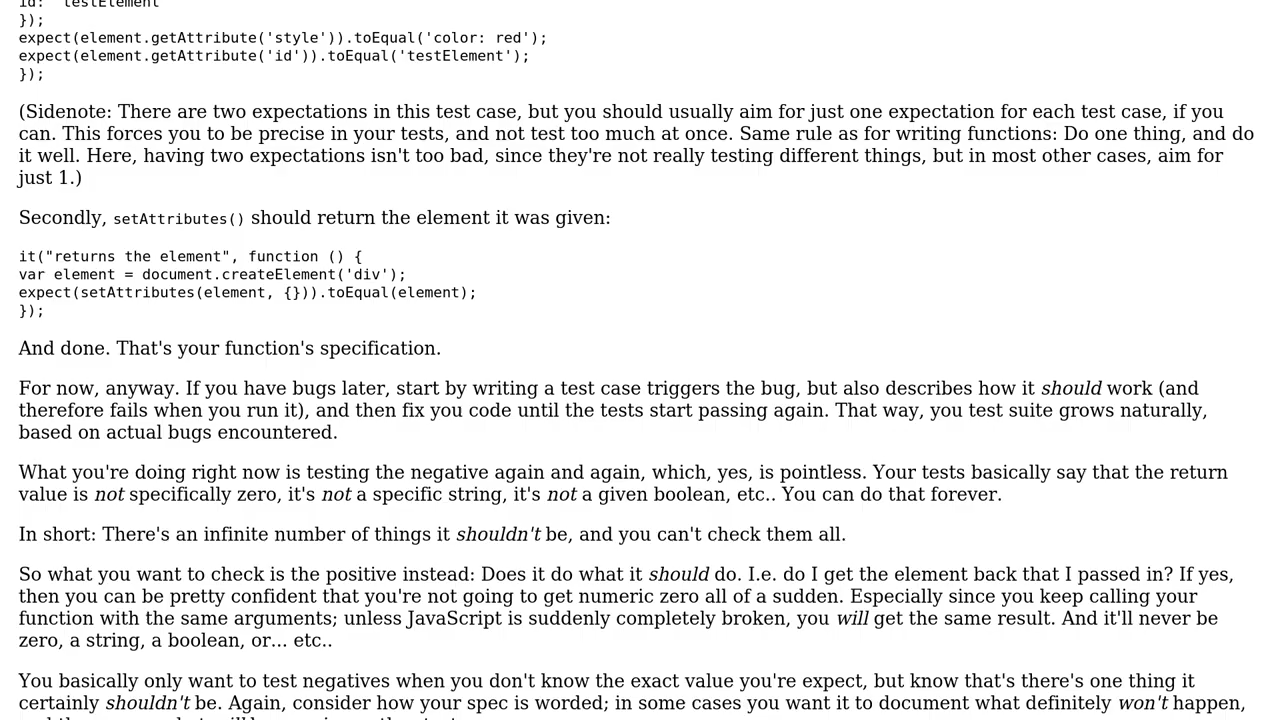 id: "testElement"
});
expect(element.getAttribute('style')).toEqual('color: red');
expect(element.getAttribute('id')).toEqual('testElement');
});
(Sidenote: There are two expectations in this test case, but you should usually aim for just one expectation for each test case, if you
can. This forces you to be precise in your tests, and not test too much at once. Same rule as for writing functions: Do one thing, and do
it well. Here, having two expectations isn't too bad, since they're not really testing different things, but in most other cases, aim for
just 1.)
Secondly, setAttributes() should return the element it was given:
it("returns the element", function () {
var element = document.createElement('div');
expect(setAttributes(element, {})).toEqual(element);
});
And done. That's your function's specification.
For now, anyway. If you have bugs later, start by writing a test case triggers the bug, but also describes how it should work (and
therefore fails when you run it), and then fix you code until the tests start passing again. That way, you test suite grows naturally,
based on actual bugs encountered.
What you're doing right now is testing the negative again and again, which, yes, is pointless. Your tests basically say that the return
value is not specifically zero, it's not a specific string, it's not a given boolean, etc.. You can do that forever.
In short: There's an infinite number of things it shouldn't be, and you can't check them all.
So what you want to check is the positive instead: Does it do what it should do. I.e. do I get the element back that I passed in? If yes,
then you can be pretty confident that you're not going to get numeric zero all of a sudden. Especially since you keep calling your
function with the same arguments; unless JavaScript is suddenly completely broken, you will get the same result. And it'll never be
zero, a string, a boolean, or... etc..
You basically only want to test negatives when you don't know the exact value you're expect, but know that's there's one thing it
certainly shouldn't be. Again, consider how your spec is worded; in some cases you want it to document what definitely won't happen,